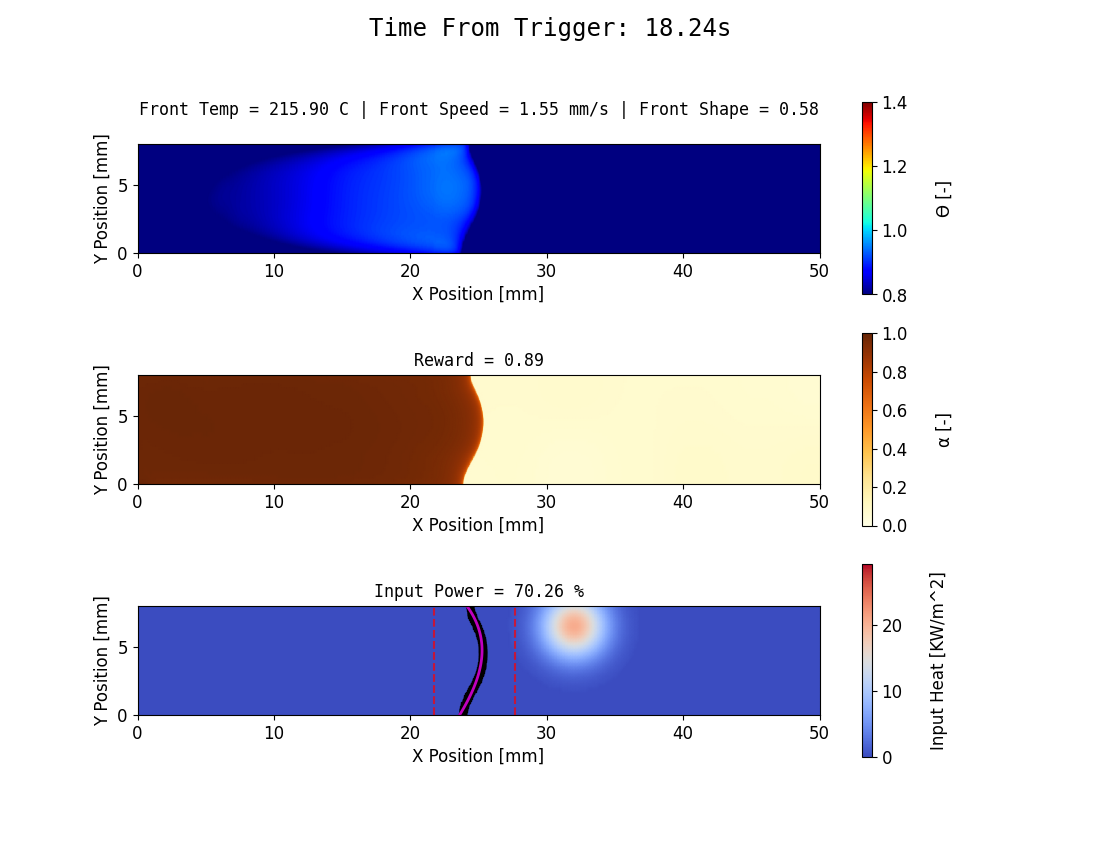 Time From Trigger: 18.24s
Front Temp = 215.90 C | Front Speed = 1.55 mm/s | Front Shape = 0.58
Y Position [mm]
5
0
0 10 20 30 40 50
X Position [mm]
1.4
1.2
1.0
0.8
Θ [-]
Reward = 0.89
Y Position [mm]
5
0
0 10 20 30 40 50
X Position [mm]
1.0
0.8
0.6
0.4
0.2
0.0
α [-]
Input Power = 70.26 %
Y Position [mm]
5
0
0 10 20 30 40 50
X Position [mm]
20
10
0
Input Heat [KW/m^2]